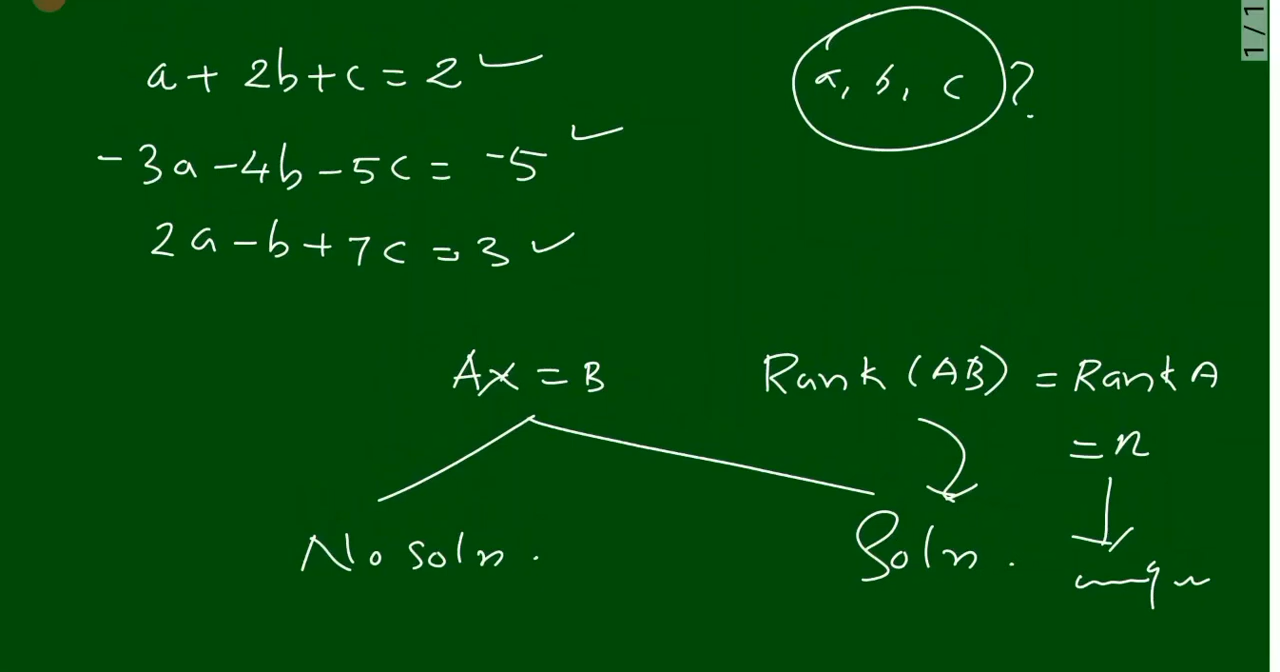 a + 2b + c = 2
a, b, c ?
-3a - 4b - 5c = -5
2a - b + 7c = 3
AX = B
Rank (AB) = Rank A
= n
No soln.
Soln.
1/1